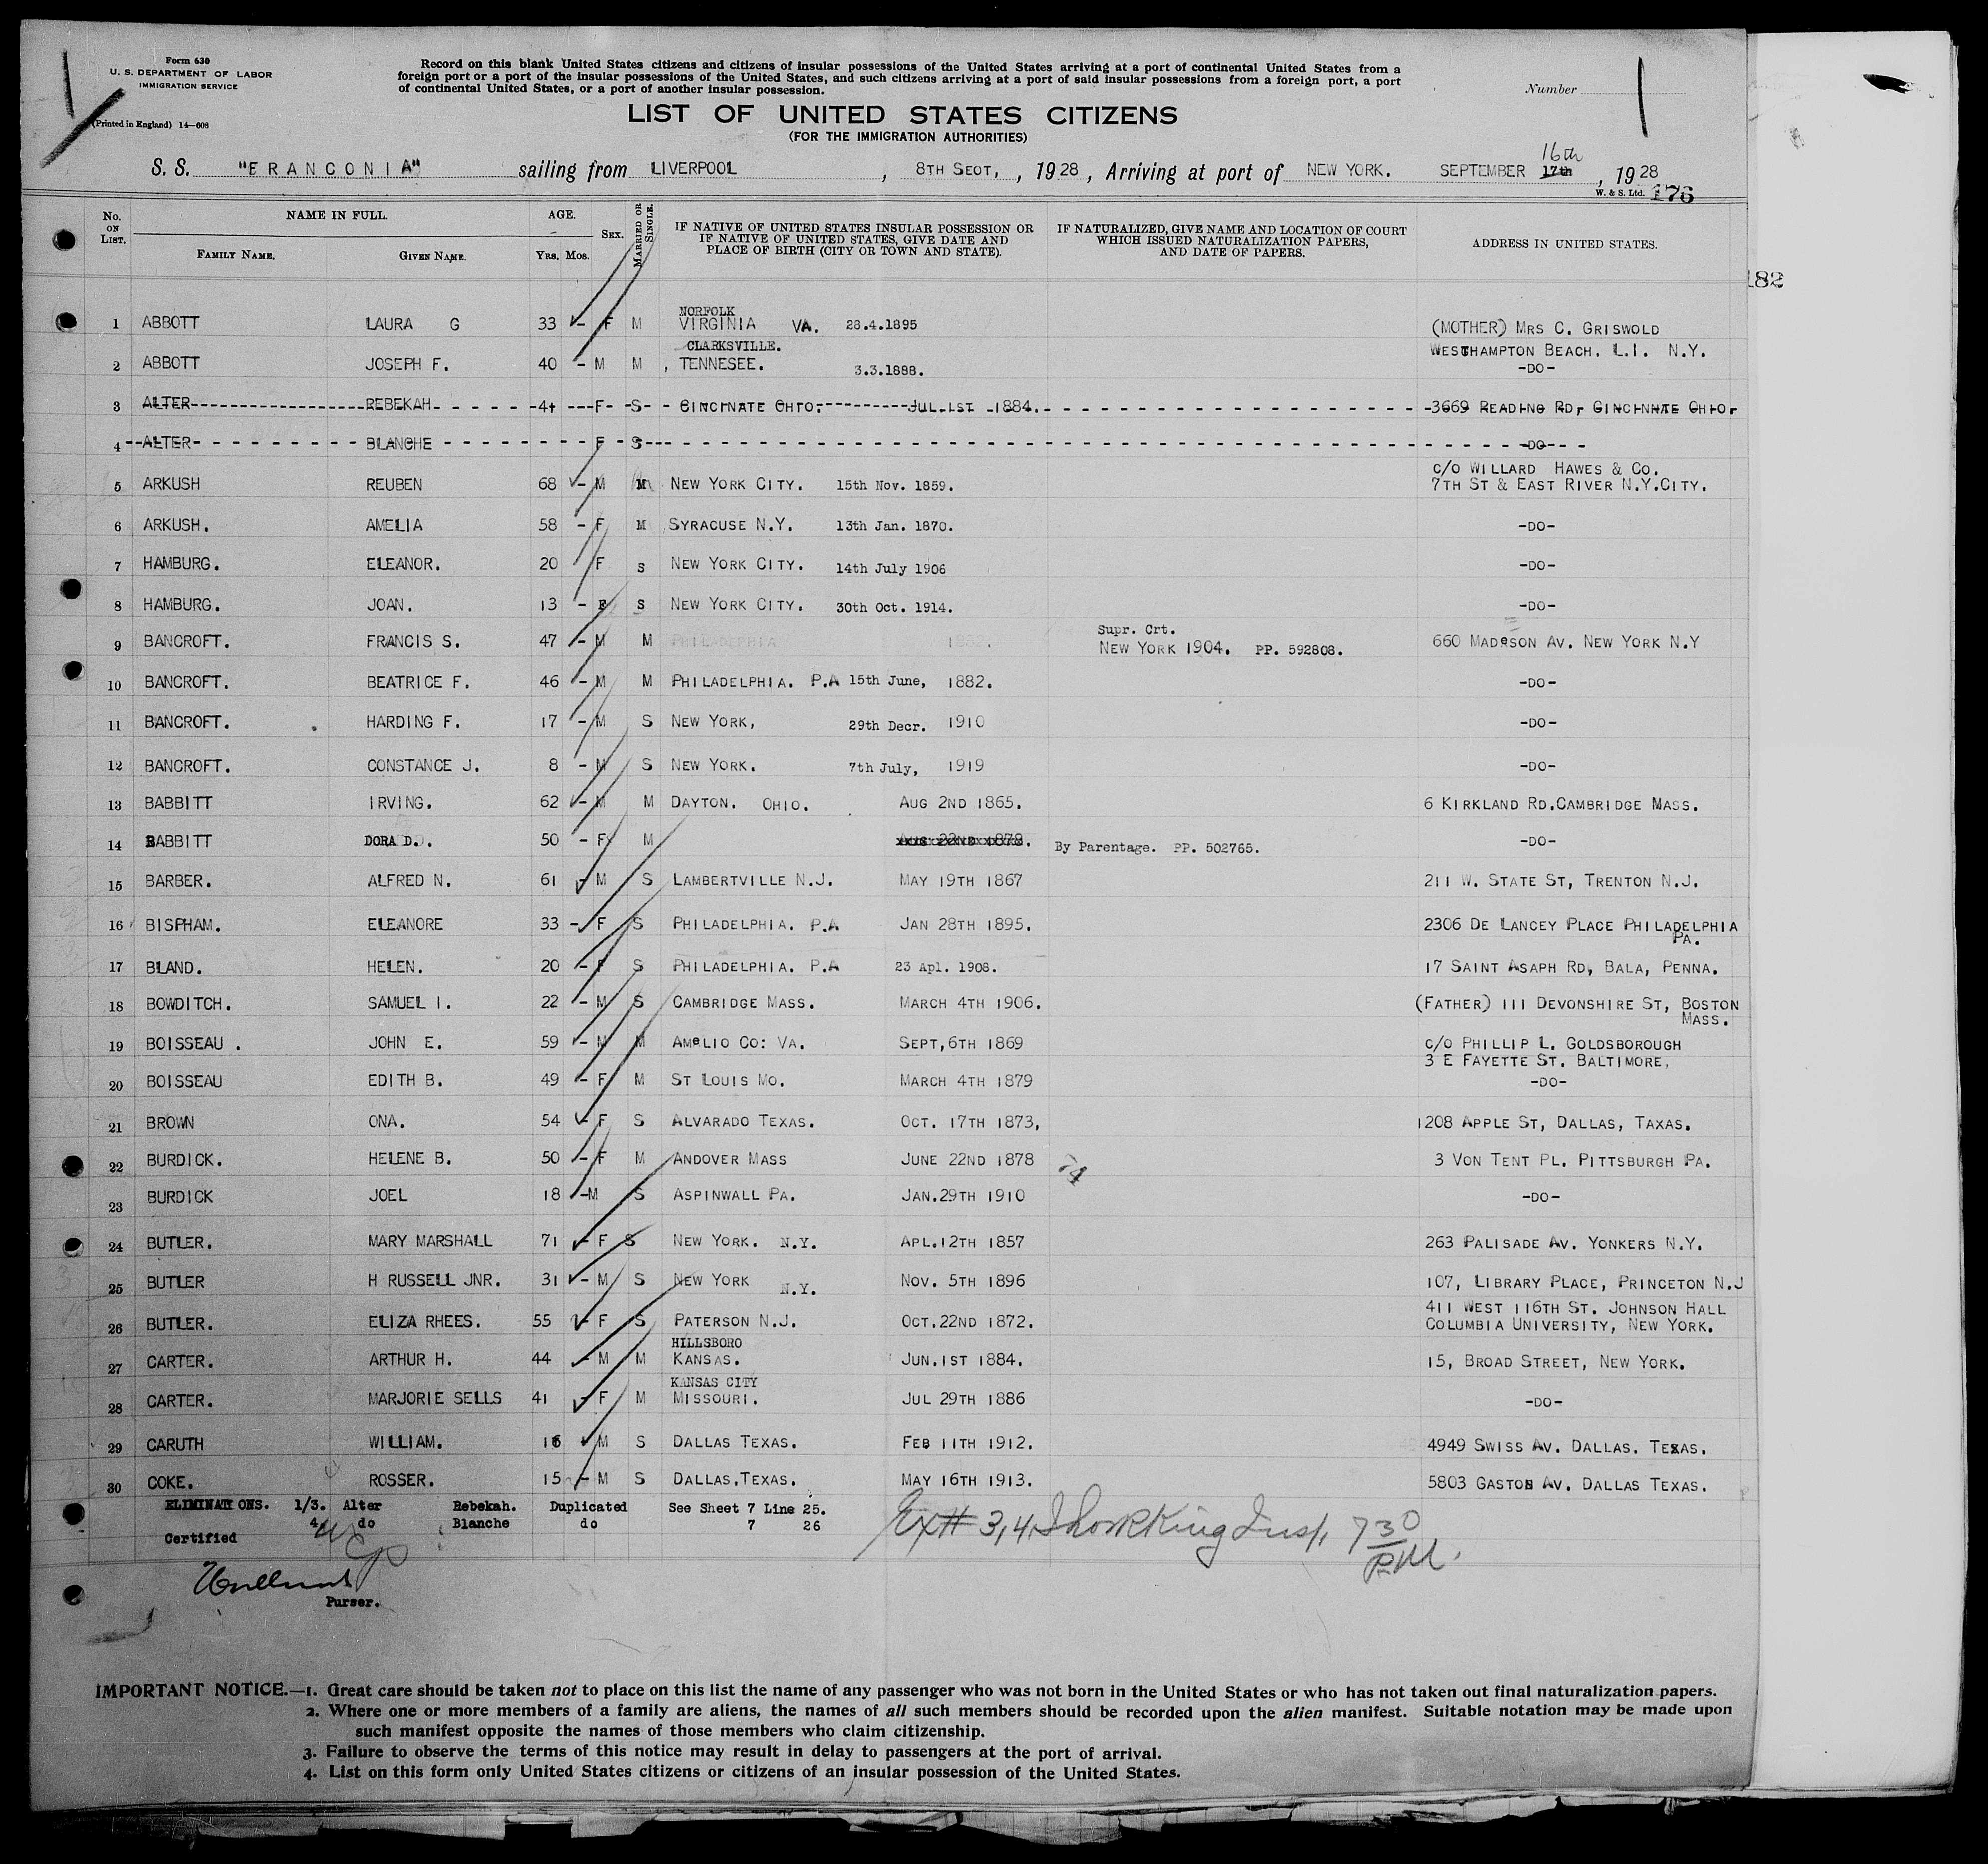 Form 630
U. S. DEPARTMENT OF LABOR
IMMIGRATION SERVICE
(Printed in England) 14—608
Record on this blank United States citizens and citizens of insular possessions of the United States arriving at a port of continental United States from a
foreign port or a port of the insular possessions of the United States, and such citizens arriving at a port of said insular possessions from a foreign port, a port
of continental United States, or a port of another insular possession.
Number
LIST OF UNITED STATES CITIZENS
(FOR THE IMMIGRATION AUTHORITIES)
S. S. "FRANCONIA" sailing from LIVERPOOL, 8TH SEOT, , 1928, Arriving at port of NEW YORK. SEPTEMBER 17th 16th, 1928
W. & S. Ltd. 176
182
No. ON LIST. NAME IN FULL. AGE. SEX. MARRIED OR SINGLE. IF NATIVE OF UNITED STATES INSULAR POSSESSION OR IF NATIVE OF UNITED STATES, GIVE DATE AND PLACE OF BIRTH (CITY OR TOWN AND STATE). IF NATURALIZED, GIVE NAME AND LOCATION OF COURT WHICH ISSUED NATURALIZATION PAPERS, AND DATE OF PAPERS. ADDRESS IN UNITED STATES.
FAMILY NAME. GIVEN NAME. YRS. MOS.
1 ABBOTT LAURA G 33 - F M NORFOLK VIRGINIA VA. 28.4.1895 (MOTHER) MRS C. GRISWOLD
WESTHAMPTON BEACH. L.I. N.Y.
2 ABBOTT JOSEPH F. 40 - M M CLARKSVILLE. , TENNESEE. 3.3.1888. -DO-
3 ALTER REBEKAH 41 F S CINCINATE OHIO. JUL.1ST 1884. 3669 READING RD, CINCINNATE OHIO.
4 ALTER BLANCHE F S -DO-
5 ARKUSH REUBEN 68 - M M NEW YORK CITY. 15th Nov. 1859. C/O WILLARD HAWES & CO.
7TH ST & EAST RIVER N.Y.CITY.
6 ARKUSH. AMELIA 58 - F M SYRACUSE N.Y. 13th Jan. 1870. -DO-
7 HAMBURG. ELEANOR. 20 F S NEW YORK CITY. 14th July 1906 -DO-
8 HAMBURG. JOAN. 13 - F S NEW YORK CITY. 30th Oct. 1914. -DO-
9 BANCROFT. FRANCIS S. 47 - M M Supr. Crt. NEW YORK 1904. PP. 592808. 660 MADeSON AV. NEW YORK N.Y
10 BANCROFT. BEATRICE F. 46 - M M PHILADELPHIA. P.A 15th June, 1882. -DO-
11 BANCROFT. HARDING F. 17 - M S NEW YORK, 29th Decr. 1910 -DO-
12 BANCROFT. CONSTANCE J. 8 - M S NEW YORK. 7th July, 1919 -DO-
13 BABBITT IRVING. 62 - M M DAYTON. OHIO. AUG 2ND 1865. 6 KIRKLAND RD.CAMBRIDGE MASS.
14 BABBITT DORA D. 50 - F M By Parentage. PP. 502765. -DO-
15 BARBER. ALFRED N. 61 M S LAMBERTVILLE N.J. MAY 19TH 1867 211 W. STATE ST, TRENTON N.J.
16 BISPHAM. ELEANORE 33 - F S PHILADELPHIA. P.A JAN 28TH 1895. 2306 DE LANCEY PLACE PHILADELPHIA
PA.
17 BLAND. HELEN. 20 - F S PHILADELPHIA. P.A 23 Apl. 1908. 17 SAINT ASAPH RD, BALA, PENNA.
18 BOWDITCH. SAMUEL I. 22 - M S CAMBRIDGE MASS. MARCH 4TH 1906. (FATHER) 111 DEVONSHIRE ST, BOSTON
MASS.
19 BOISSEAU . JOHN E. 59 - M M AMeLIO CO: VA. SEPT,6TH 1869 C/O PHILLIP L. GOLDSBOROUGH
3 E FAYETTE ST. BALTIMORE,
20 BOISSEAU EDITH B. 49 - F M ST LOUIS MO. MARCH 4TH 1879 -DO-
21 BROWN ONA. 54 - F S ALVARADO TEXAS. OCT. 17TH 1873, 1208 APPLE ST, DALLAS, TAXAS.
22 BURDICK. HELENE B. 50 - F M ANDOVER MASS JUNE 22ND 1878 3 VON TENT PL. PITTSBURGH PA.
23 BURDICK JOEL 18 -M S ASPINWALL PA. JAN.29TH 1910 -DO-
24 BUTLER. MARY MARSHALL 71 - F S NEW YORK. N.Y. APL.12TH 1857 263 PALISADE AV. YONKERS N.Y.
25 BUTLER H RUSSELL JNR. 31 - M S NEW YORK N.Y. NOV. 5TH 1896 107, LIBRARY PLACE, PRINCETON N.J
26 BUTLER. ELIZA RHEES. 55 - F S PATERSON N.J. OCT.22ND 1872. 411 WEST 116TH ST. JOHNSON HALL
COLUMBIA UNIVERSITY, NEW YORK.
27 CARTER. ARTHUR H. 44 - M M HILLSBORO KANSAS. JUN.1ST 1884. 15, BROAD STREET, NEW YORK.
28 CARTER. MARJORIE SELLS 41 - F M KANSAS CITY MISSOURI. JUL 29TH 1886 -DO-
29 CARUTH WILLIAM. 16 M S DALLAS TEXAS. FEB 11TH 1912. 4949 SWISS AV. DALLAS. TEXAS.
30 COKE. ROSSER. 15 - M S DALLAS,TEXAS. MAY 16TH 1913. 5803 GASTON AV. DALLAS TEXAS.
ELIMINATIONS. 1/3. Alter Rebekah. Duplicated See Sheet 7 Line 25.
4 do Blanche do 7 26
Certified
Ex# 3,4. Insp. 7 30 P.M.
Purser.
IMPORTANT NOTICE.—1. Great care should be taken not to place on this list the name of any passenger who was not born in the United States or who has not taken out final naturalization papers.
2. Where one or more members of a family are aliens, the names of all such members should be recorded upon the alien manifest. Suitable notation may be made upon
such manifest opposite the names of those members who claim citizenship.
3. Failure to observe the terms of this notice may result in delay to passengers at the port of arrival.
4. List on this form only United States citizens or citizens of an insular possession of the United States.